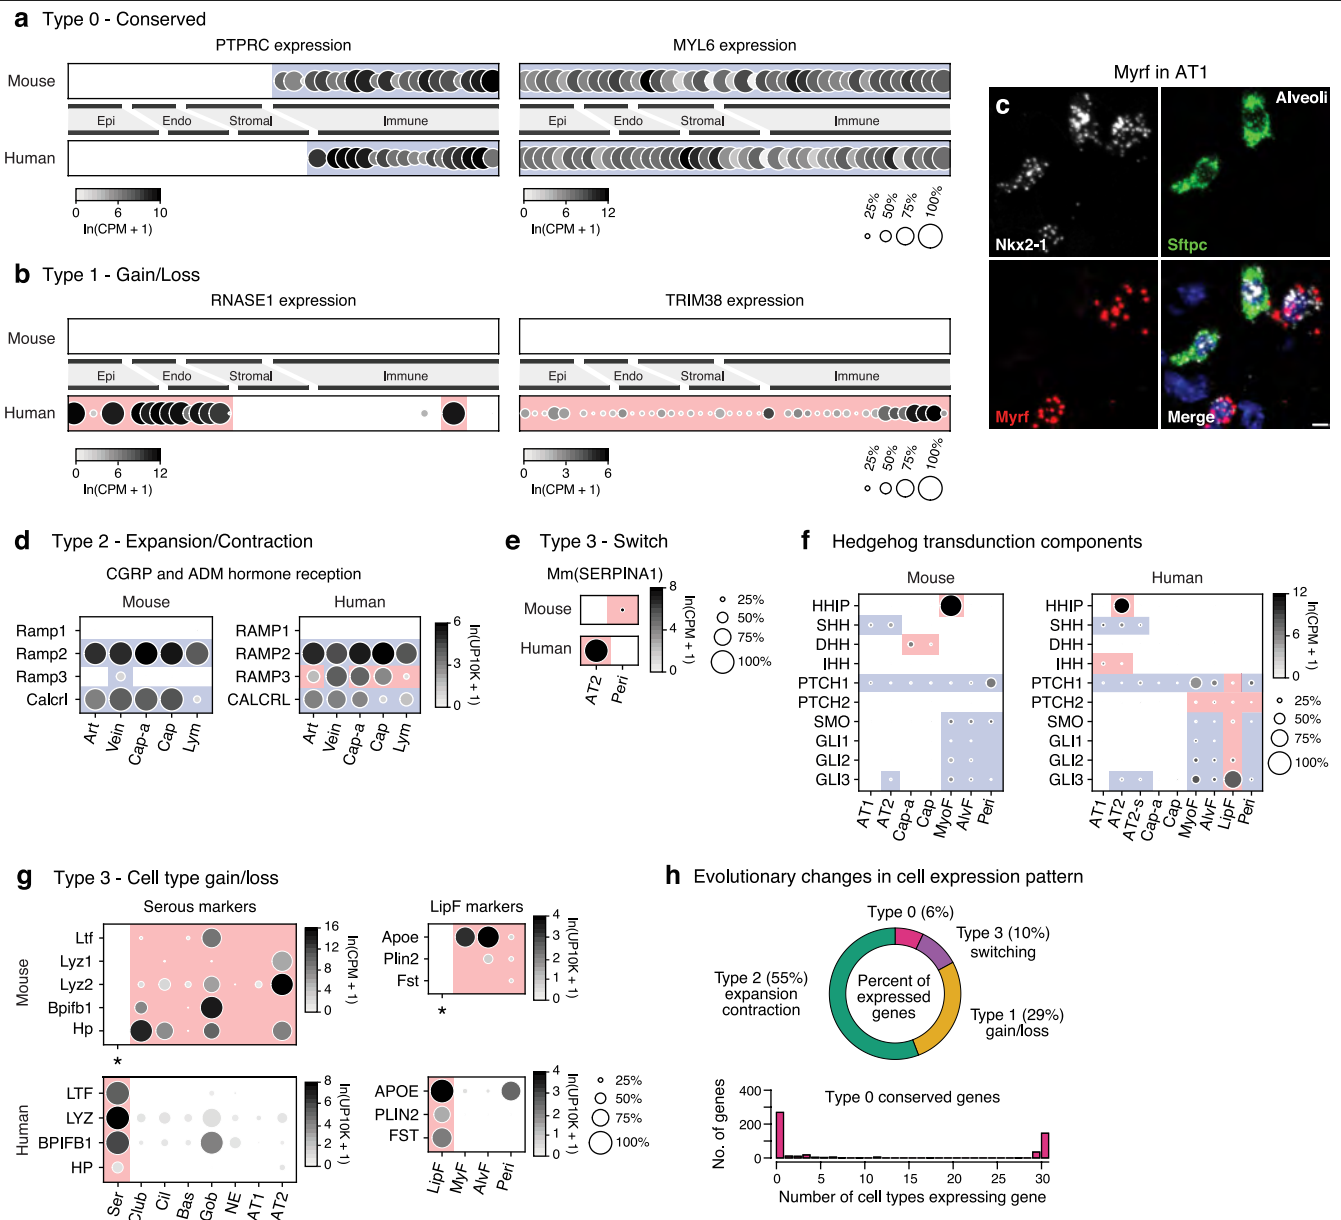 a Type 0 - Conserved
PTPRC expression
MYL6 expression
Mouse
Epi Endo Stromal Immune
Epi Endo Stromal Immune
Human
0 6 10
ln(CPM + 1)
0 6 12
ln(CPM + 1)
25% 50% 75% 100%
b Type 1 - Gain/Loss
RNASE1 expression
TRIM38 expression
Mouse
Epi Endo Stromal Immune
Epi Endo Stromal Immune
Human
0 6 12
ln(CPM + 1)
0 3 6
ln(CPM + 1)
25% 50% 75% 100%
Myrf in AT1
c
Alveoli
Nkx2-1
Sftpc
Myrf
Merge
d Type 2 - Expansion/Contraction
CGRP and ADM hormone reception
Mouse
Human
Ramp1
Ramp2
Ramp3
Calcrl
Art Vein Cap-a Cap Lym
RAMP1
RAMP2
RAMP3
CALCRL
Art Vein Cap-a Cap Lym
6
3
0
ln(UP10K + 1)
e Type 3 - Switch
Mm(SERPINA1)
Mouse
Human
AT2 Peri
8
4
0
ln(CPM + 1)
25%
50%
75%
100%
f Hedgehog transduction components
Mouse
Human
HHIP
SHH
DHH
IHH
PTCH1
PTCH2
SMO
GLI1
GLI2
GLI3
AT1 AT2 Cap-a Cap MyoF AlvF Peri
HHIP
SHH
DHH
IHH
PTCH1
PTCH2
SMO
GLI1
GLI2
GLI3
AT1 AT2 AT2-s Cap-a Cap MyoF AlvF LipF Peri
12
6
0
ln(CPM + 1)
25%
50%
75%
100%
g Type 3 - Cell type gain/loss
Serous markers
LipF markers
Mouse
Ltf
Lyz1
Lyz2
Bpifb1
Hp
*
16
12
8
4
0
ln(CPM + 1)
Apoe
Plin2
Fst
*
4
3
2
1
0
ln(UP10K + 1)
Human
LTF
LYZ
BPIFB1
HP
Ser Club Cil Bas Gob NE AT1 AT2
8
6
4
2
0
ln(UP10K + 1)
APOE
PLIN2
FST
LipF MyF AlvF Peri
4
3
2
1
0
ln(UP10K + 1)
25%
50%
75%
100%
h Evolutionary changes in cell expression pattern
Type 0 (6%)
Type 3 (10%)
switching
Type 2 (55%)
expansion
contraction
Percent of
expressed
genes
Type 1 (29%)
gain/loss
Type 0 conserved genes
No. of genes
400
200
0
0 5 10 15 20 25 30
Number of cell types expressing gene